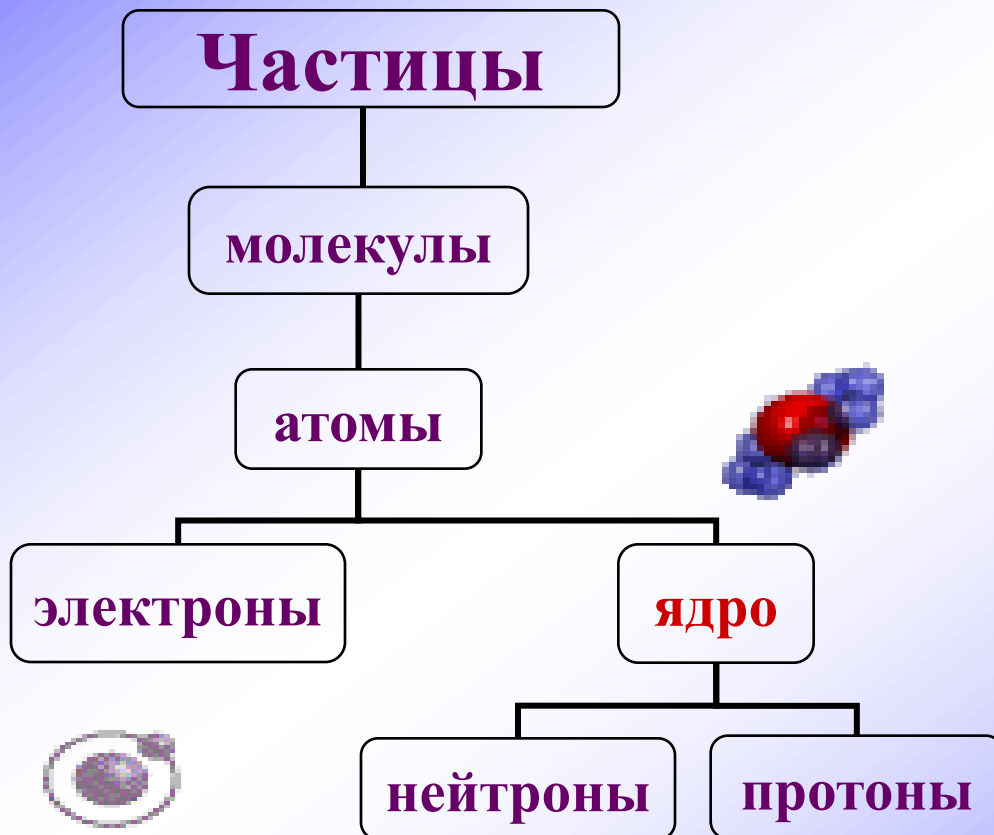 Частицы
молекулы
атомы
электроны
ядро
нейтроны
протоны